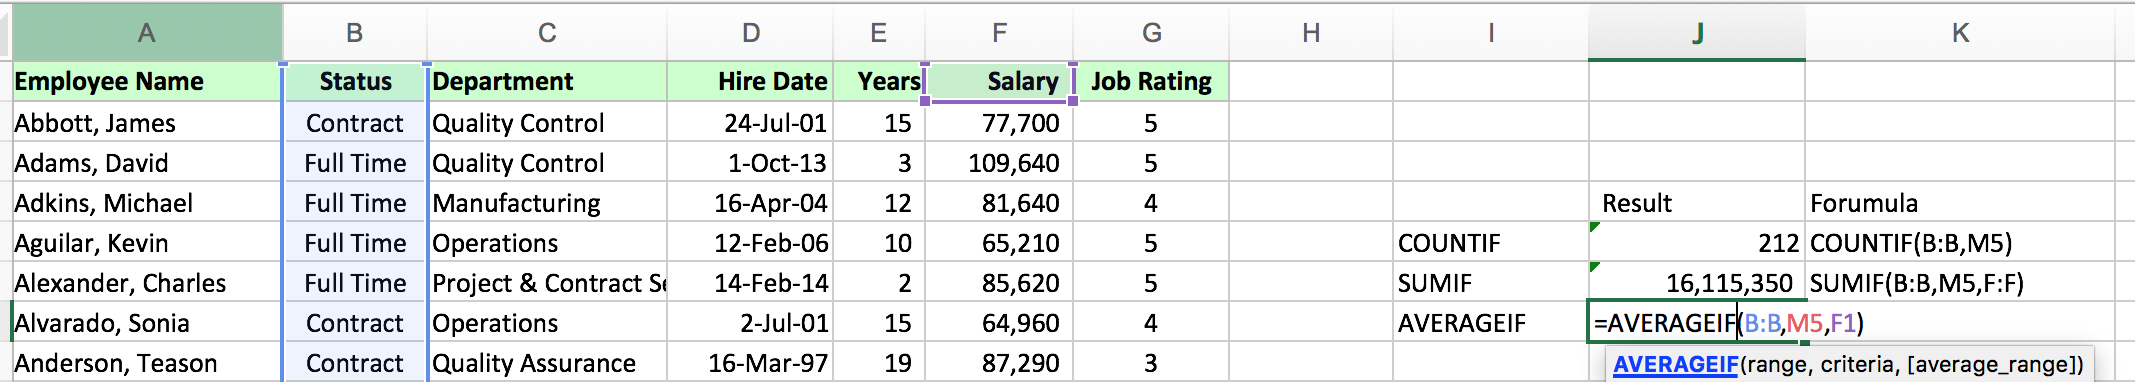 A B C D E F G H I J K
Employee Name Status Department Hire Date Years Salary Job Rating
Abbott, James Contract Quality Control 24-Jul-01 15 77,700 5
Adams, David Full Time Quality Control 1-Oct-13 3 109,640 5
Adkins, Michael Full Time Manufacturing 16-Apr-04 12 81,640 4 Result Forumula
Aguilar, Kevin Full Time Operations 12-Feb-06 10 65,210 5 COUNTIF 212 COUNTIF(B:B,M5)
Alexander, Charles Full Time Project & Contract Se 14-Feb-14 2 85,620 5 SUMIF 16,115,350 SUMIF(B:B,M5,F:F)
Alvarado, Sonia Contract Operations 2-Jul-01 15 64,960 4 AVERAGEIF =AVERAGEIF(B:B,M5,F1)
Anderson, Teason Contract Quality Assurance 16-Mar-97 19 87,290 3 AVERAGEIF(range, criteria, [average_range])